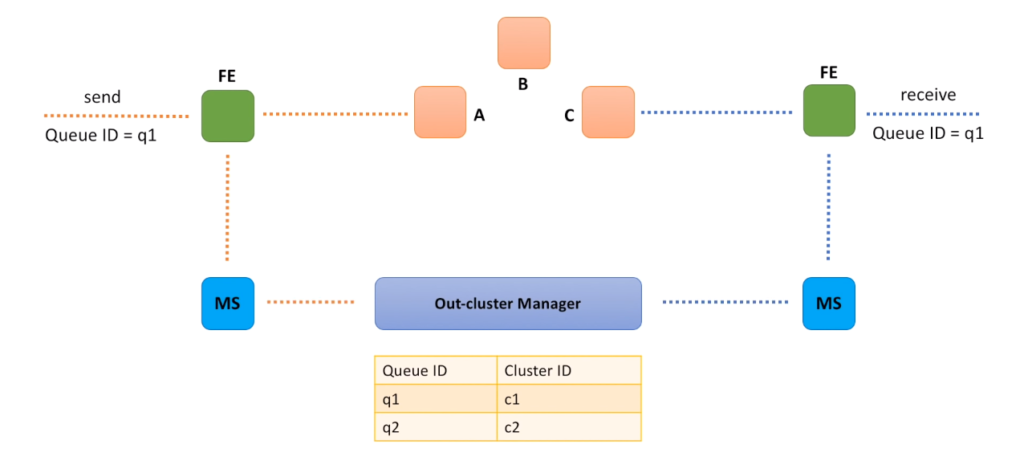 B
FE
FE
send
A
C
receive
Queue ID = q1
Queue ID = q1
MS
Out-cluster Manager
MS
Queue ID Cluster ID
q1 c1
q2 c2